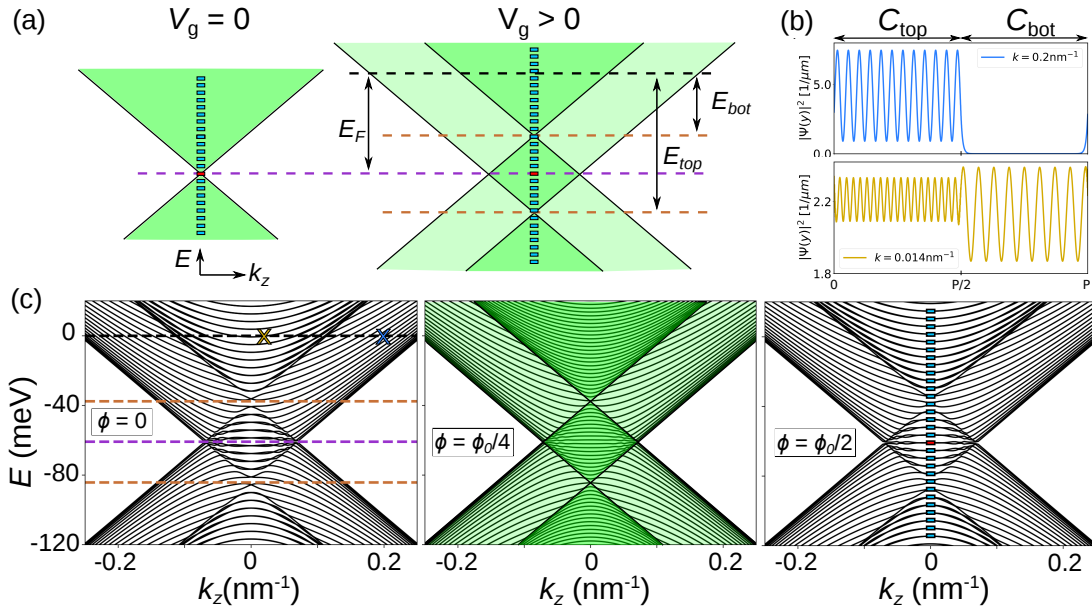 (a)
V_g = 0
V_g > 0
E_F
E_bot
E_top
E
k_z
(b)
C_top
C_bot
|Ψ(y)|² [1/μm]
5.0
0.0
k = 0.2nm⁻¹
|Ψ(y)|² [1/μm]
2.2
1.8
k = 0.014nm⁻¹
0
P/2
P
(c)
E (meV)
0
-40
-80
-120
X
X
ϕ = 0
ϕ = ϕ₀/4
ϕ = ϕ₀/2
-0.2
0
0.2
-0.2
0
0.2
-0.2
0
0.2
k_z(nm⁻¹)
k_z (nm⁻¹)
k_z (nm⁻¹)